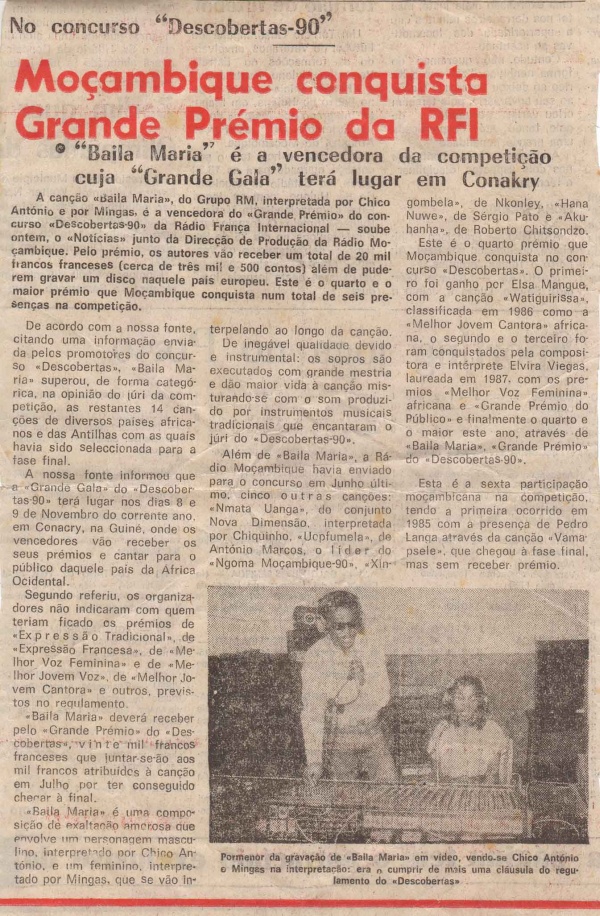 No concurso “Descobertas-90”
Moçambique conquista
Grande Prémio da RFI
“Baila Maria” é a vencedora da competição
cuja “Grande Gala” terá lugar em Conakry
A canção «Baila Maria», do Grupo RM, interpretada por Chico
António e por Mingas, é a vencedora do «Grande Prémio» do con-
curso «Descobertas-90» da Rádio França Internacional — soube
ontem, o «Notícias» junto da Direcção de Produção da Rádio Mo-
çambique. Pelo prémio, os autores vão receber um total de 20 mil
francos franceses (cerca de três mil e 500 contos) além de pude-
rem gravar um disco naquele país europeu. Este é o quarto e o
maior prémio que Moçambique conquista num total de seis pre-
senças na competição.
De acordo com a nossa fonte,
citando uma informação envia-
da pelos promotores do concur-
so «Descobertas», «Baila Ma-
ria» superou, de forma categó-
rica, na opinião do júri da com-
petição, as restantes 14 can-
ções de diversos países africa-
nos e das Antilhas com as quais
havia sido seleccionada para a
fase final.
A nossa fonte informou que
a «Grande Gala» do «Descober-
tas-90» terá lugar nos dias 8 e
9 de Novembro do corrente ano,
em Conacry, na Guiné, onde os
vencedores vão receber os
seus prémios e cantar para o
público daquele país da África
Ocidental.
Segundo referiu, os organiza-
dores não indicaram com quem
teriam ficado os prémios de
«Expressão Tradicional», de
«Expressão Francesa», de «Me-
lhor Voz Feminina» e de «Me-
lhor Jovem Voz», de «Melhor Jo-
vem Cantora» e outros, previs-
tos no regulamento.
«Baila Maria» deverá receber
pelo «Grande Prémio» do «Des-
cobertas», vinte mil francos
franceses que juntar-se-ão aos
mil francos atribuídos à canção
em Julho por ter conseguido
chegar à final.
«Baila Maria» é uma compo-
sição de exaltação amorosa que
envolve um personagem mascu-
lino, interpretado por Chico An-
tónio, e um feminino, interpre-
tado por Mingas, que se vão in-
terpelando ao longo da canção.
De inegável qualidade devido
e instrumental: os sopros são
executados com grande mestria
e dão maior vida à canção mis-
turando-se com o som produzi-
do por instrumentos musicais
tradicionais que encantaram o
júri do «Descobertas-90».
Além de «Baila Maria», a Rá-
dio Moçambique havia enviado
para o concurso em Junho últi-
mo, cinco outras canções:
«Nmata Uanga», do conjunto
Nova Dimensão, interpretada
por Chiquinho, «Uopfumela», de
António Marcos, o líder do
«Ngoma Moçambique-90», «Xin-
gombela», de Nkonley, «Hana
Nuwe», de Sérgio Pato e «Aku-
hanha», de Roberto Chitsondzo.
Este é o quarto prémio que
Moçambique conquista no con-
curso «Descobertas». O primei-
ro foi ganho por Elsa Mangue,
com a canção «Watiguirissa»,
classificada em 1986 como a
«Melhor Jovem Cantora» africa-
na, o segundo e o terceiro fo-
ram conquistados pela composi-
tora e intérprete Elvira Viegas,
laureada em 1987, com os pre-
mios «Melhor Voz Feminina»
africana e «Grande Prémio do
Público» e finalmente o quarto e
o maior este ano, através de
«Baila Maria», «Grande Prémio»
do «Descobertas-90».
Esta é a sexta participação
moçambicana na competição,
tendo a primeira ocorrido em
1985 com a presença de Pedro
Langa através da canção «Vama-
psele», que chegou à fase final,
mas sem receber prémio.
Pormenor da gravação de «Baila Maria» em vídeo, vendo-se Chico António
e Mingas na interpretação: era o cumprir de mais uma cláusula do regu-
lamento do «Descobertas»